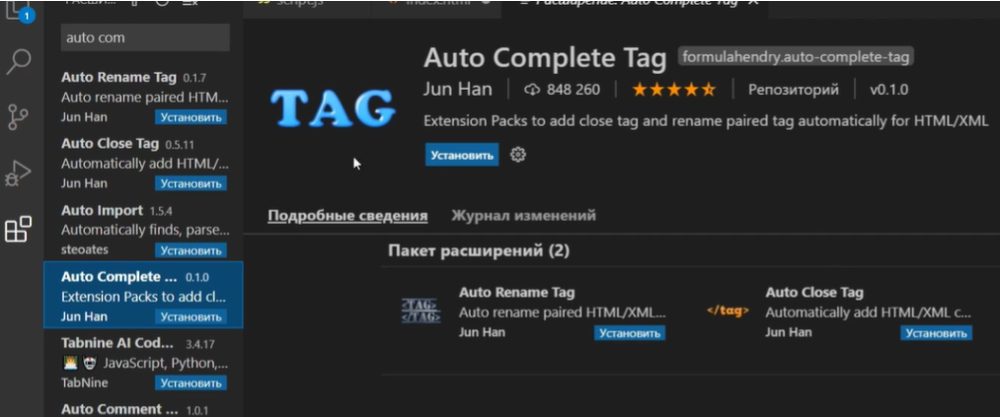 script.js
index.html
Расширение: Auto Complete Tag
1
auto com
Auto Rename Tag 0.1.7
Auto rename paired HTM...
Jun Han Установить
Auto Close Tag 0.5.11
Automatically add HTML/...
Jun Han Установить
Auto Import 1.5.4
Automatically finds, parse...
steoates Установить
Auto Complete ... 0.1.0
Extension Packs to add cl...
Jun Han Установить
Tabnine AI Cod... 3.4.17
JavaScript, Python,...
TabNine Установить
Auto Comment ... 1.0.1
TAG
Auto Complete Tag formulahendry.auto-complete-tag
Jun Han 848 260 Репозиторий v0.1.0
Extension Packs to add close tag and rename paired tag automatically for HTML/XML
Установить
Подробные сведения Журнал изменений
Пакет расширений (2)
<TAG>
</TAG>
Auto Rename Tag
Auto rename paired HTML/XML...
Jun Han Установить
</tag>
Auto Close Tag
Automatically add HTML/XML c...
Jun Han Установить